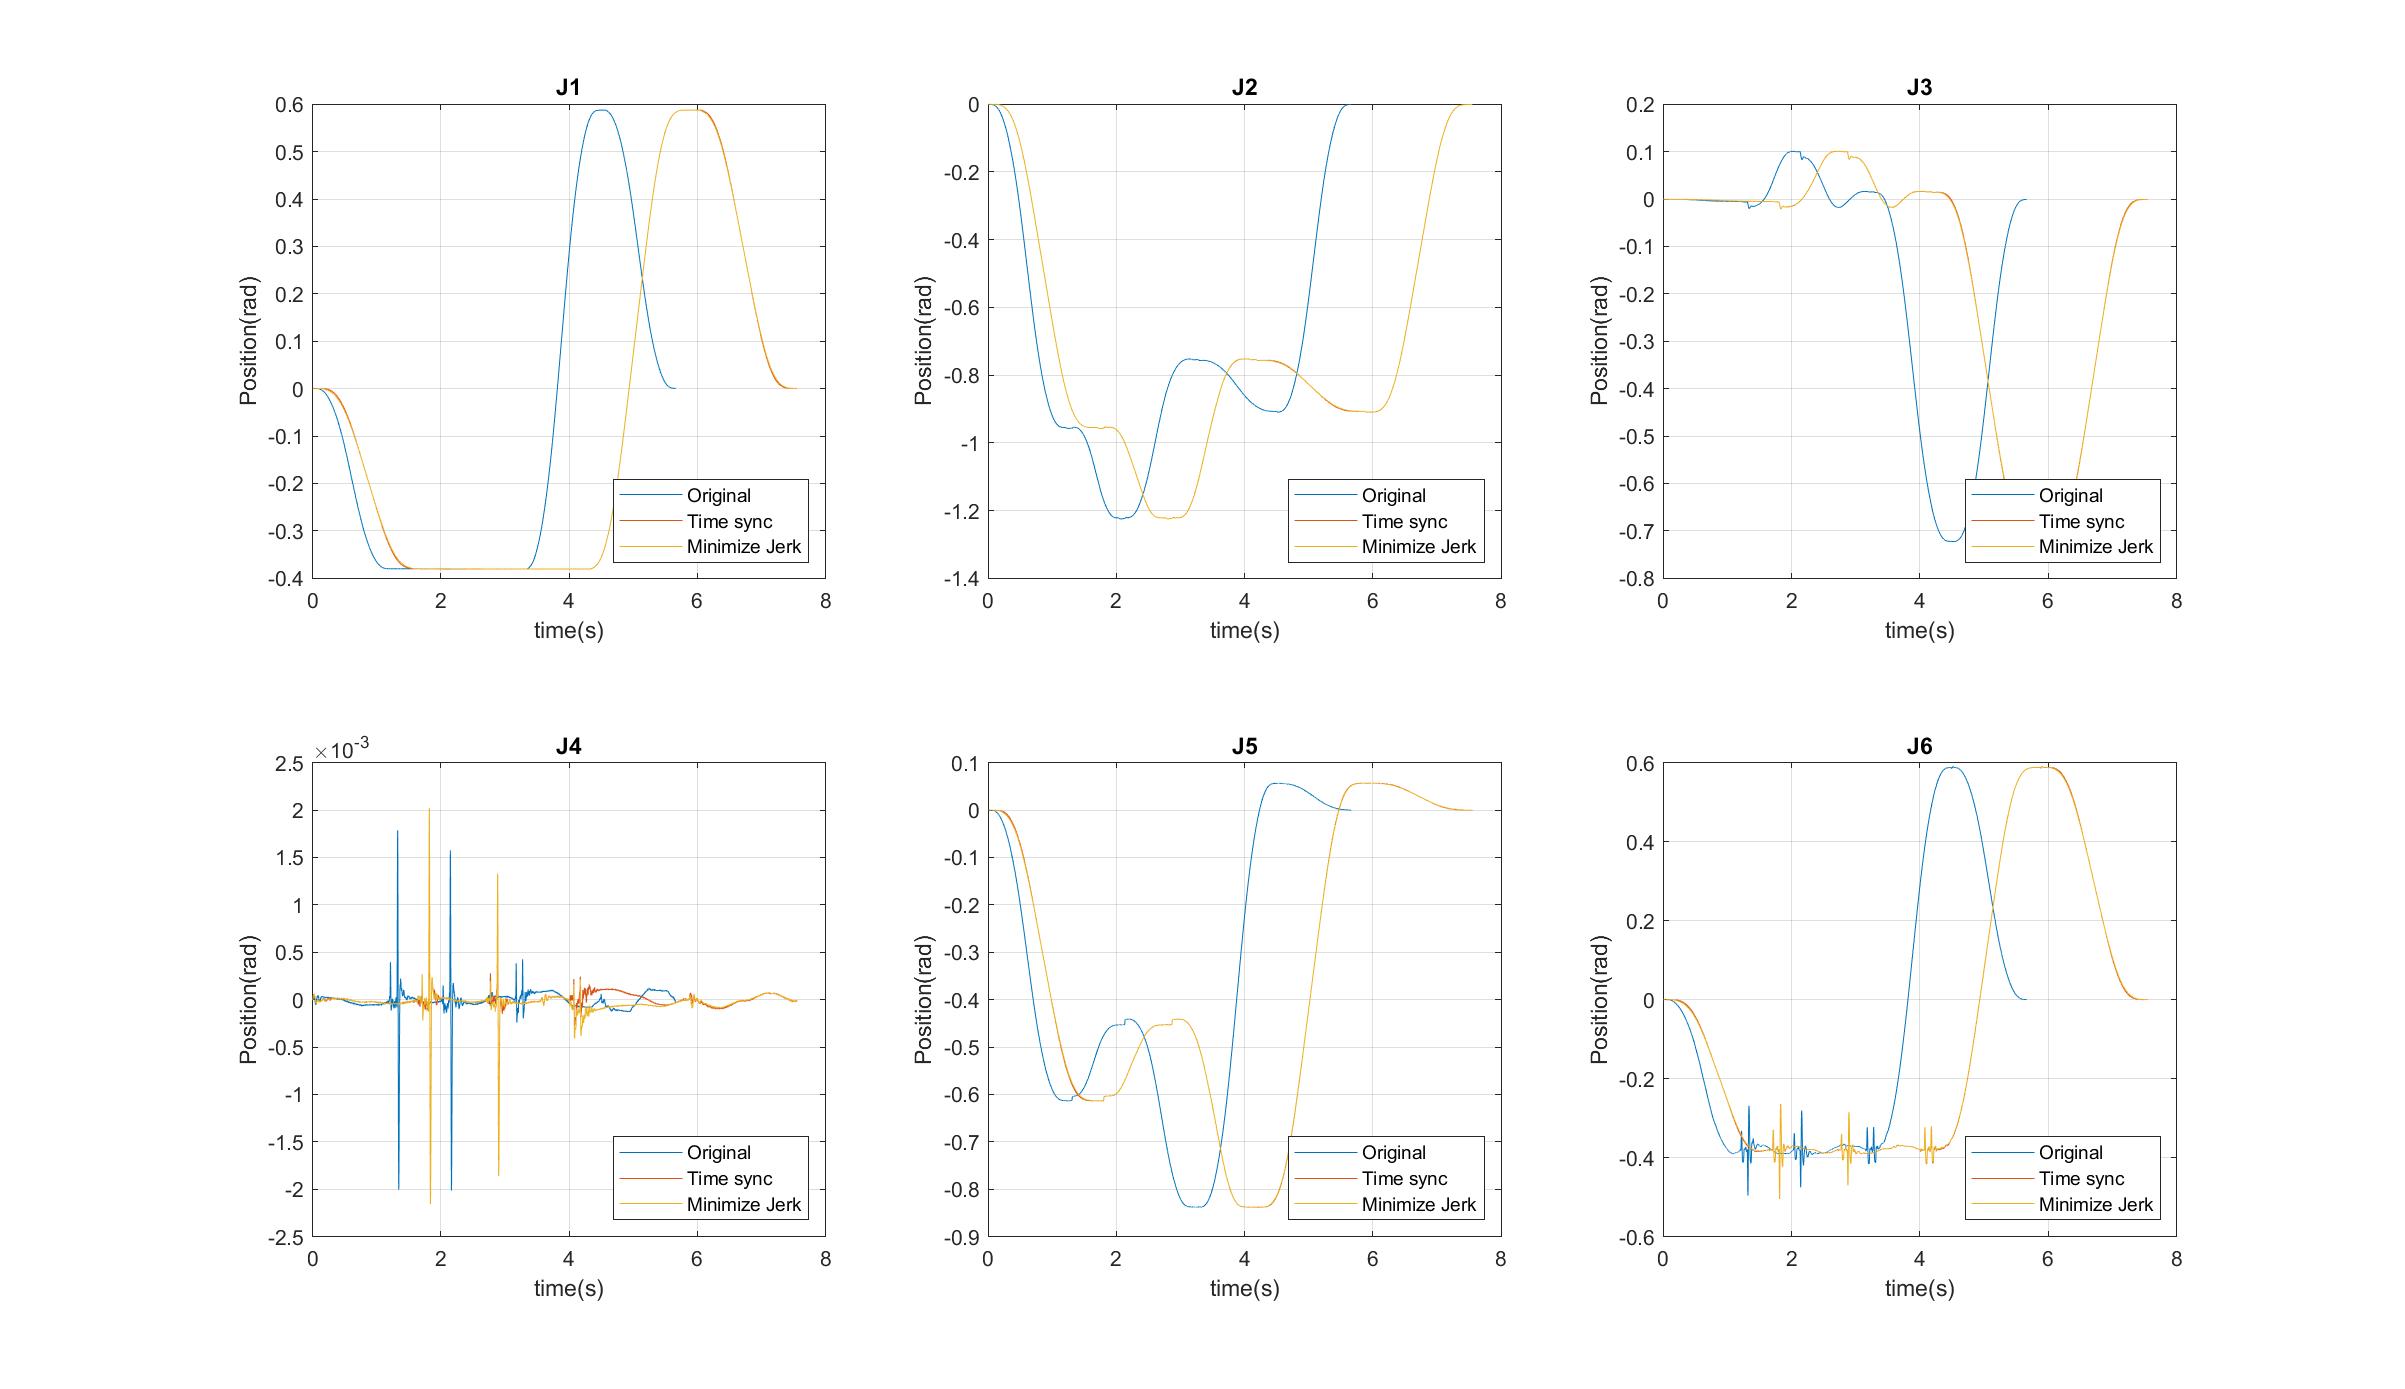 J1
Position(rad)
0.6
0.5
0.4
0.3
0.2
0.1
0
-0.1
-0.2
-0.3
-0.4
0 2 4 6 8
time(s)
Original
Time sync
Minimize Jerk
J2
Position(rad)
0
-0.2
-0.4
-0.6
-0.8
-1
-1.2
-1.4
0 2 4 6 8
time(s)
Original
Time sync
Minimize Jerk
J3
Position(rad)
0.2
0.1
0
-0.1
-0.2
-0.3
-0.4
-0.5
-0.6
-0.7
-0.8
0 2 4 6 8
time(s)
Original
Time sync
Minimize Jerk
J4
×10-3
Position(rad)
2.5
2
1.5
1
0.5
0
-0.5
-1
-1.5
-2
-2.5
0 2 4 6 8
time(s)
Original
Time sync
Minimize Jerk
J5
Position(rad)
0.1
0
-0.1
-0.2
-0.3
-0.4
-0.5
-0.6
-0.7
-0.8
-0.9
0 2 4 6 8
time(s)
Original
Time sync
Minimize Jerk
J6
Position(rad)
0.6
0.4
0.2
0
-0.2
-0.4
-0.6
0 2 4 6 8
time(s)
Original
Time sync
Minimize Jerk